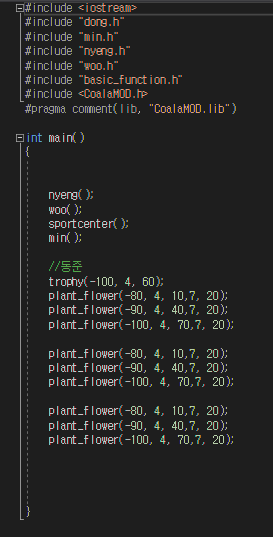 #include <iostream>
#include "dong.h"
#include "min.h"
#include "nyeng.h"
#include "woo.h"
#include "basic_function.h"
#include <CoalaMOD.h>
#pragma comment(lib, "CoalaMOD.lib")
int main()
{
nyeng();
woo();
sportcenter();
min();
//동준
trophy(-100, 4, 60);
plant_flower(-80, 4, 10,7, 20);
plant_flower(-90, 4, 40,7, 20);
plant_flower(-100, 4, 70,7, 20);
plant_flower(-80, 4, 10,7, 20);
plant_flower(-90, 4, 40,7, 20);
plant_flower(-100, 4, 70,7, 20);
plant_flower(-80, 4, 10,7, 20);
plant_flower(-90, 4, 40,7, 20);
plant_flower(-100, 4, 70,7, 20);
}